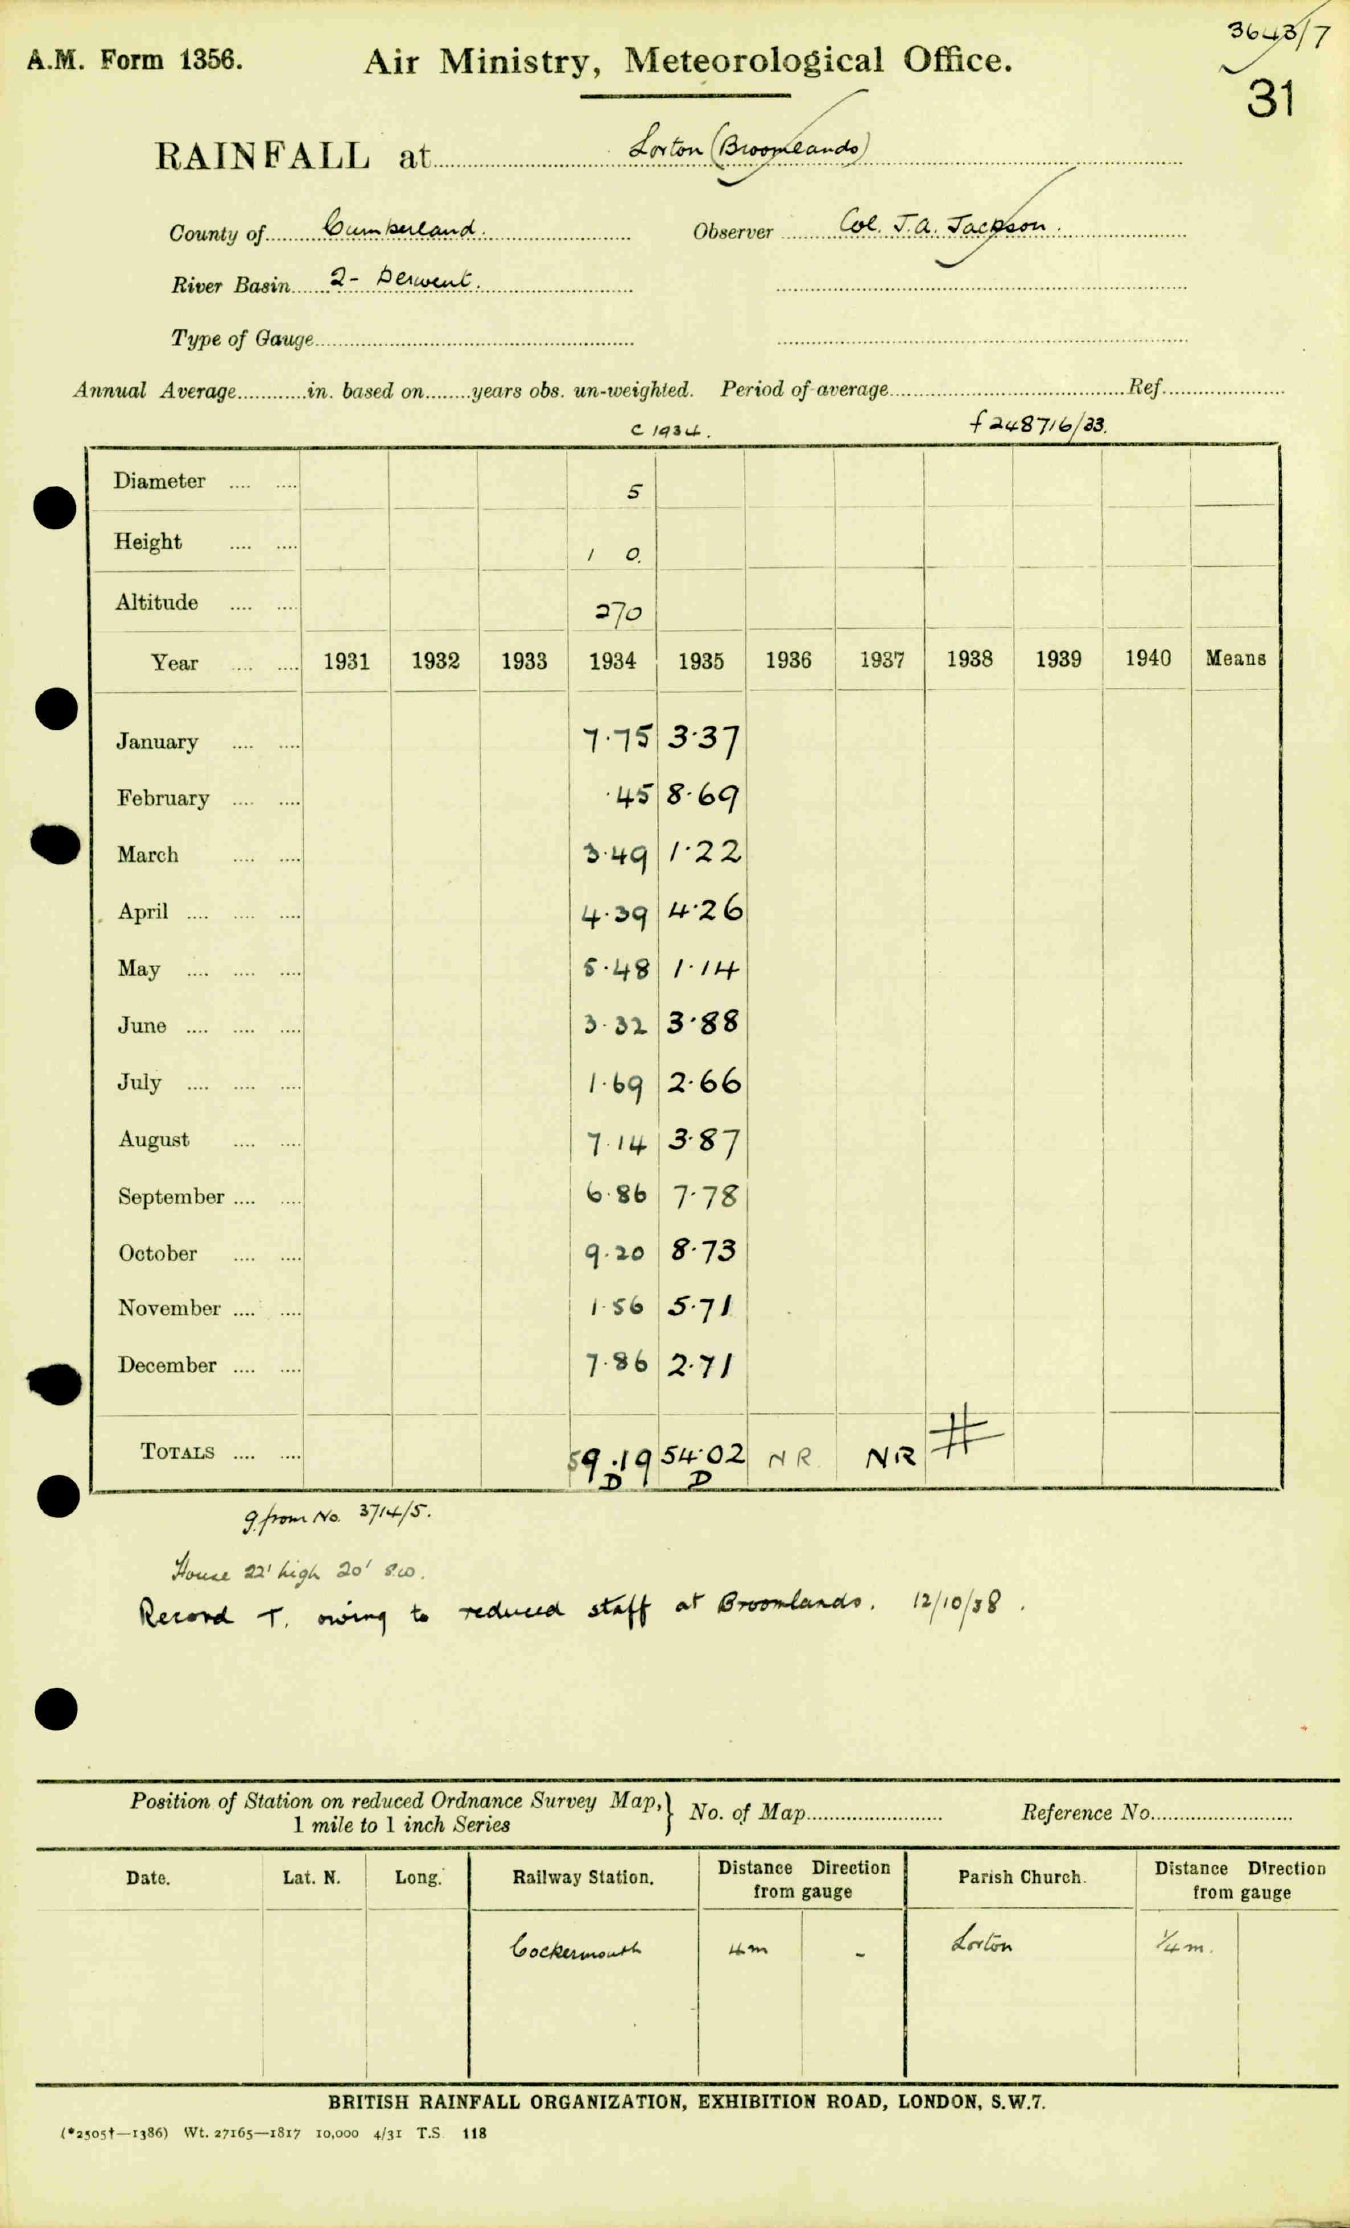 3643/7
A.M. Form 1356. Air Ministry, Meteorological Office.
31
RAINFALL at Lorton (Broomlands)
County of Cumberland. Observer Col. J.A. Jackson.
River Basin 2- Derwent.
Type of Gauge
Annual Average in. based on years obs. un-weighted. Period of average Ref.
c 1934. f 248716/33.
Diameter 5
Height 1 0.
Altitude 270
Year 1931 1932 1933 1934 1935 1936 1937 1938 1939 1940 Means
January 7.75 3.37
February .45 8.69
March 3.49 1.22
April 4.39 4.26
May 5.48 1.14
June 3.32 3.88
July 1.69 2.66
August 7.14 3.87
September 6.86 7.78
October 9.20 8.73
November 1.56 5.71
December 7.86 2.71
TOTALS 59.19 54.02 NR NR #
D D
g. from No. 3714/5.
House 22' high 20' SW.
Record T. owing to reduced staff at Broomlands. 12/10/38.
Position of Station on reduced Ordnance Survey Map, } No. of Map Reference No.
1 mile to 1 inch Series
Date. Lat. N. Long. Railway Station. Distance Direction from gauge Parish Church. Distance Direction from gauge
Cockermouth 4m - Lorton 1/4 m.
BRITISH RAINFALL ORGANIZATION, EXHIBITION ROAD, LONDON, S.W.7.
(*2505†—1386) Wt. 27165—1817 10,000 4/31 T.S. 118